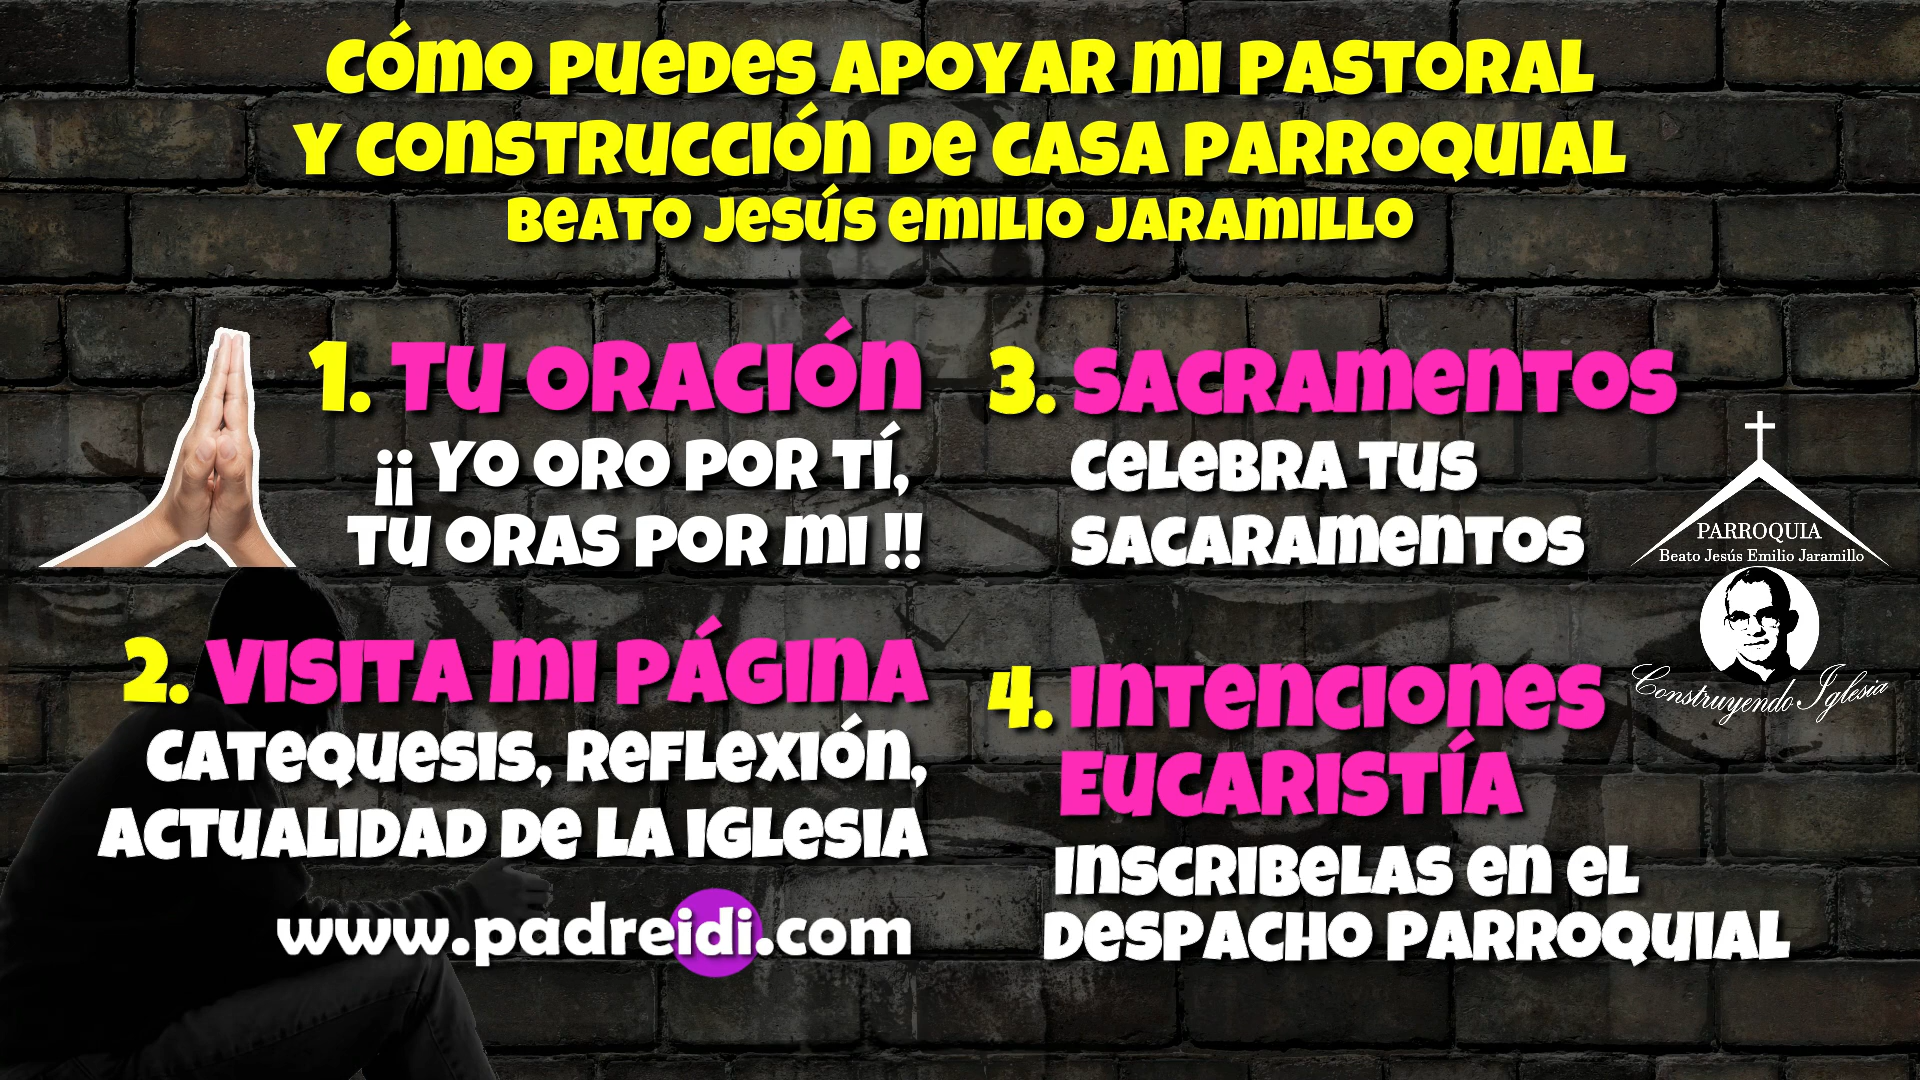 CÓMO PUEDES APOYAR MI PASTORAL
Y CONSTRUCCIÓN DE CASA PARROQUIAL
BEATO JESÚS EMILIO JARAMILLO
1. TU ORACIÓN
¡¡ YO ORO POR TÍ,
TU ORAS POR MI !!
2. VISITA MI PÁGINA
CATEQUESIS, REFLEXIÓN,
ACTUALIDAD DE LA IGLESIA
www.padreidi.com
3. SACRAMENTOS
CELEBRA TUS
SACARAMENTOS
4. INTENCIONES
EUCARISTÍA
INSCRIBELAS EN EL
DESPACHO PARROQUIAL
PARROQUIA
Beato Jesús Emilio Jaramillo
Construyendo Iglesia